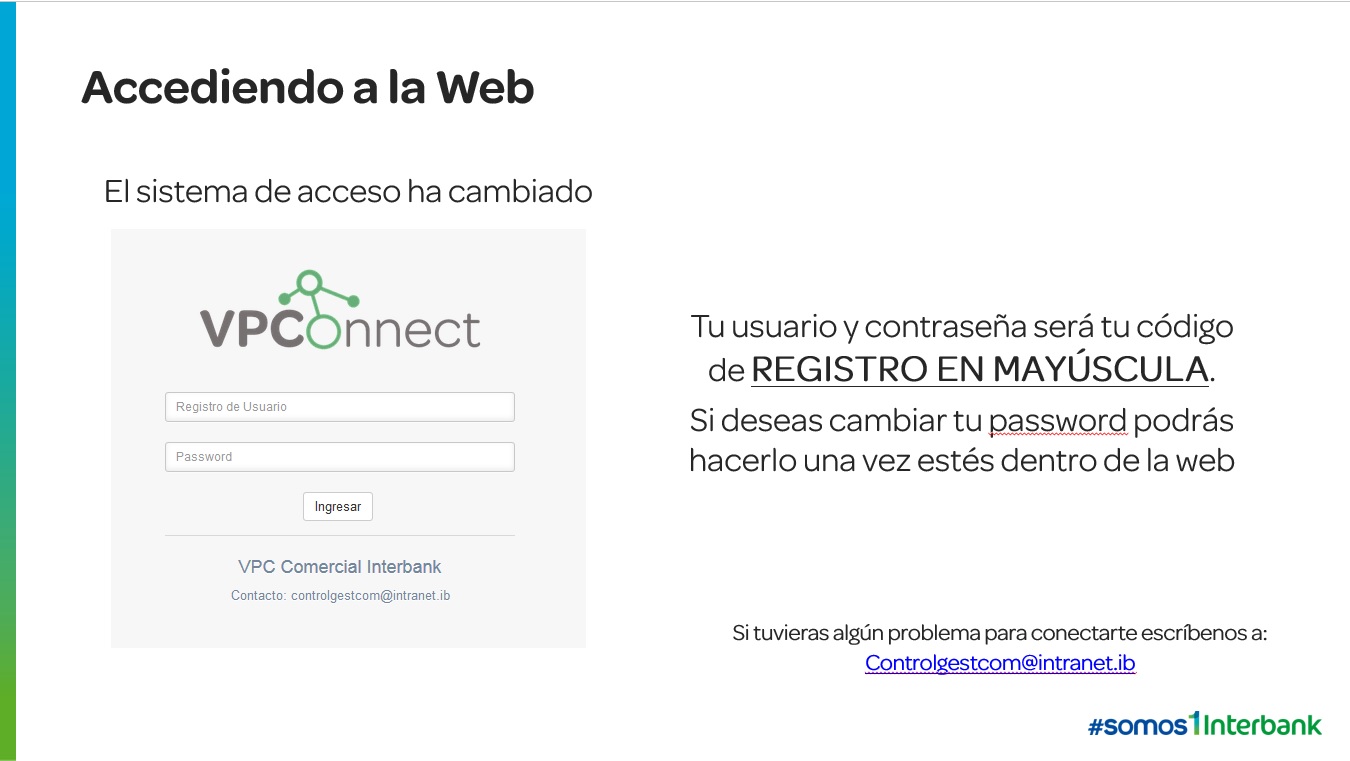 Accediendo a la Web
El sistema de acceso ha cambiado
VPConnect
Registro de Usuario
Password
Ingresar
VPC Comercial Interbank
Contacto: controlgestcom@intranet.ib
Tu usuario y contraseña será tu código
de REGISTRO EN MAYÚSCULA.
Si deseas cambiar tu password podrás
hacerlo una vez estés dentro de la web
Si tuvieras algún problema para conectarte escríbenos a:
Controlgestcom@intranet.ib
#somos1Interbank